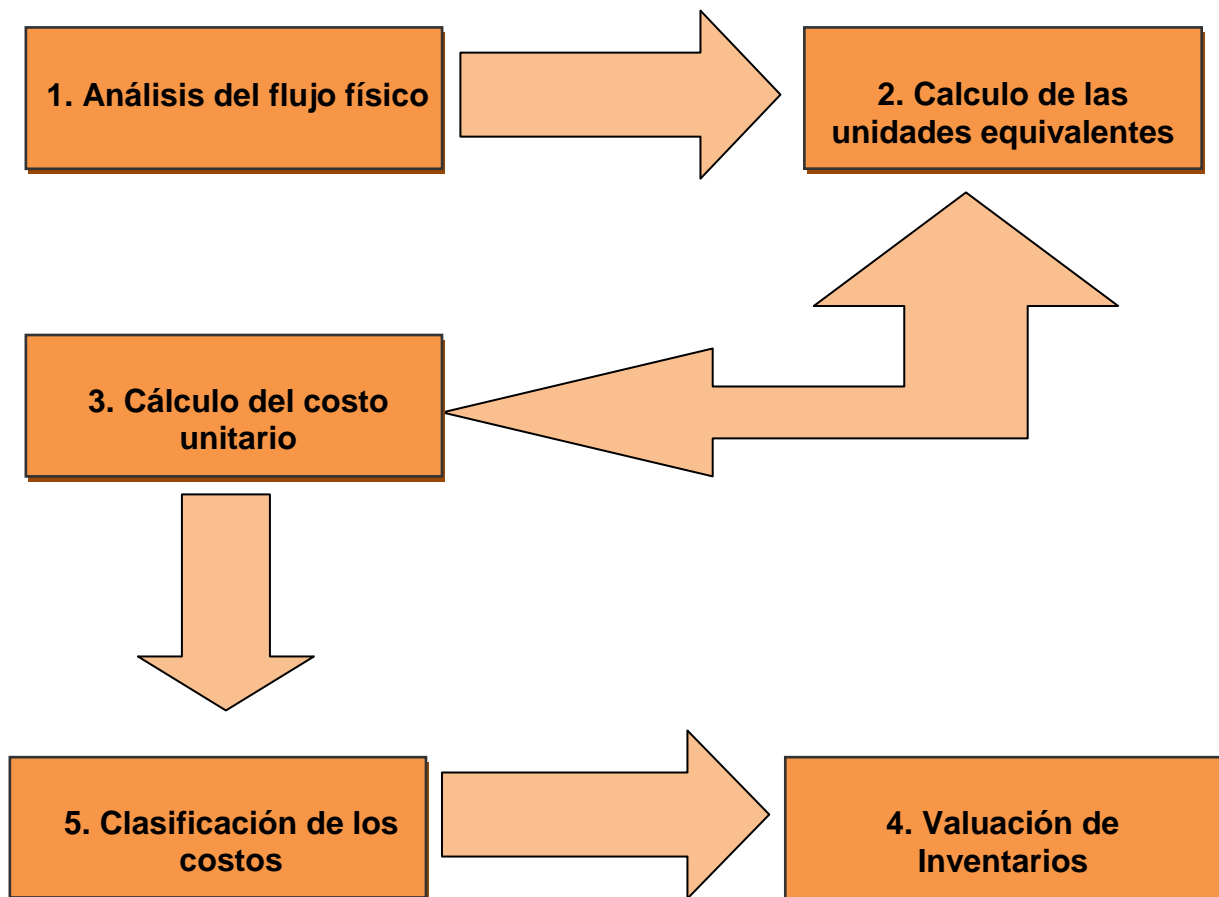 1. Análisis del flujo físico
2. Calculo de las
unidades equivalentes
3. Cálculo del costo
unitario
5. Clasificación de los
costos
4. Valuación de
Inventarios